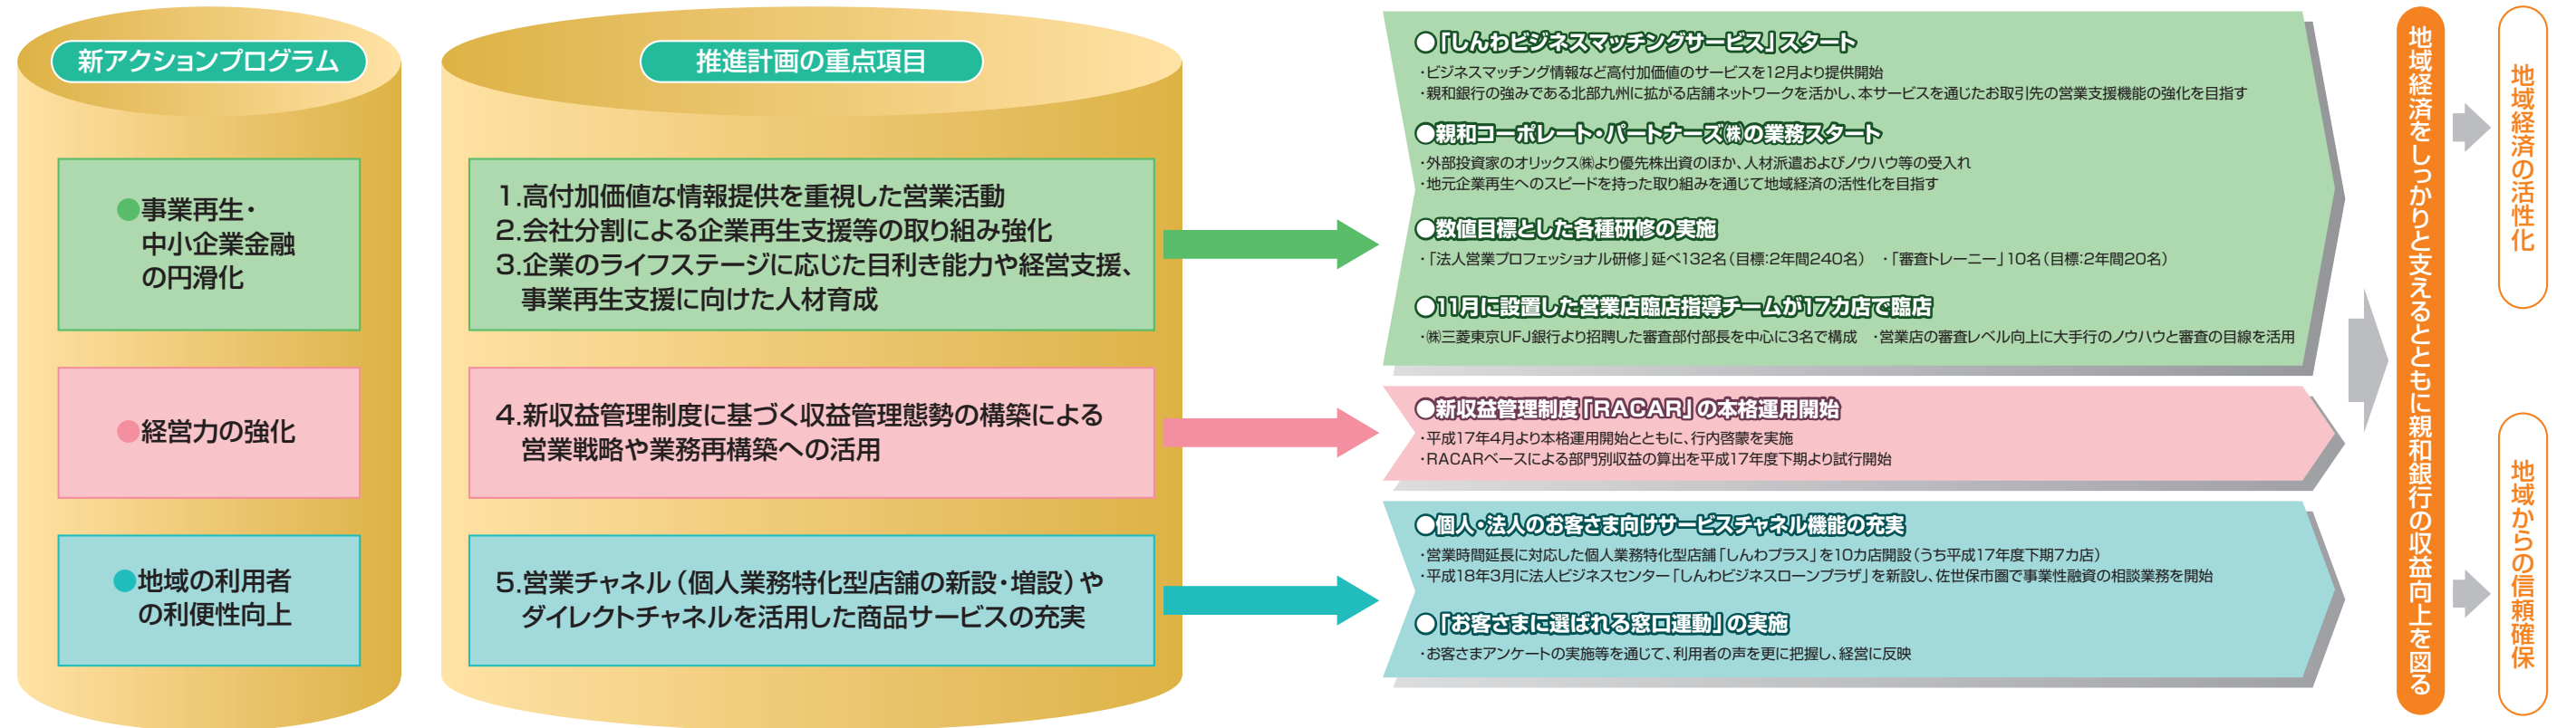 新アクションプログラム
●事業再生・
中小企業金融
の円滑化
●経営力の強化
●地域の利用者
の利便性向上
推進計画の重点項目
1.高付加価値な情報提供を重視した営業活動
2.会社分割による企業再生支援等の取り組み強化
3.企業のライフステージに応じた目利き能力や経営支援、
事業再生支援に向けた人材育成
4.新収益管理制度に基づく収益管理態勢の構築による
営業戦略や業務再構築への活用
5.営業チャネル（個人業務特化型店舗の新設・増設）や
ダイレクトチャネルを活用した商品サービスの充実
●「しんわビジネスマッチングサービス」スタート
・ビジネスマッチング情報など高付加価値のサービスを12月より提供開始
・親和銀行の強みである北部九州に拡がる店舗ネットワークを活かし、本サービスを通じたお取引先の営業支援機能の強化を目指す
●親和コーポレート・パートナーズ㈱の業務スタート
・外部投資家のオリックス㈱より優先株出資のほか、人材派遣およびノウハウ等の受入れ
・地元企業再生へのスピードを持った取り組みを通じて地域経済の活性化を目指す
●数値目標とした各種研修の実施
・「法人営業プロフェッショナル研修」延べ132名（目標:2年間240名） ・「審査トレーニー」10名（目標:2年間20名）
●11月に設置した営業店臨店指導チームが17カ店で臨店
・㈱三菱東京UFJ銀行より招聘した審査部付部長を中心に3名で構成 ・営業店の審査レベル向上に大手行のノウハウと審査の目線を活用
●新収益管理制度「RACAR」の本格運用開始
・平成17年4月より本格運用開始とともに、行内啓蒙を実施
・RACARベースによる部門別収益の算出を平成17年度下期より試行開始
●個人・法人のお客さま向けサービスチャネル機能の充実
・営業時間延長に対応した個人業務特化型店舗「しんわプラス」を10カ店開設（うち平成17年度下期7カ店）
・平成18年3月に法人ビジネスセンター「しんわビジネスローンプラザ」を新設し、佐世保市圏で事業性融資の相談業務を開始
●「お客さまに選ばれる窓口運動」の実施
・お客さまアンケートの実施等を通じて、利用者の声を更に把握し、経営に反映
地域経済をしっかりと支えるとともに親和銀行の収益向上を図る
地域経済の活性化
地域からの信頼確保